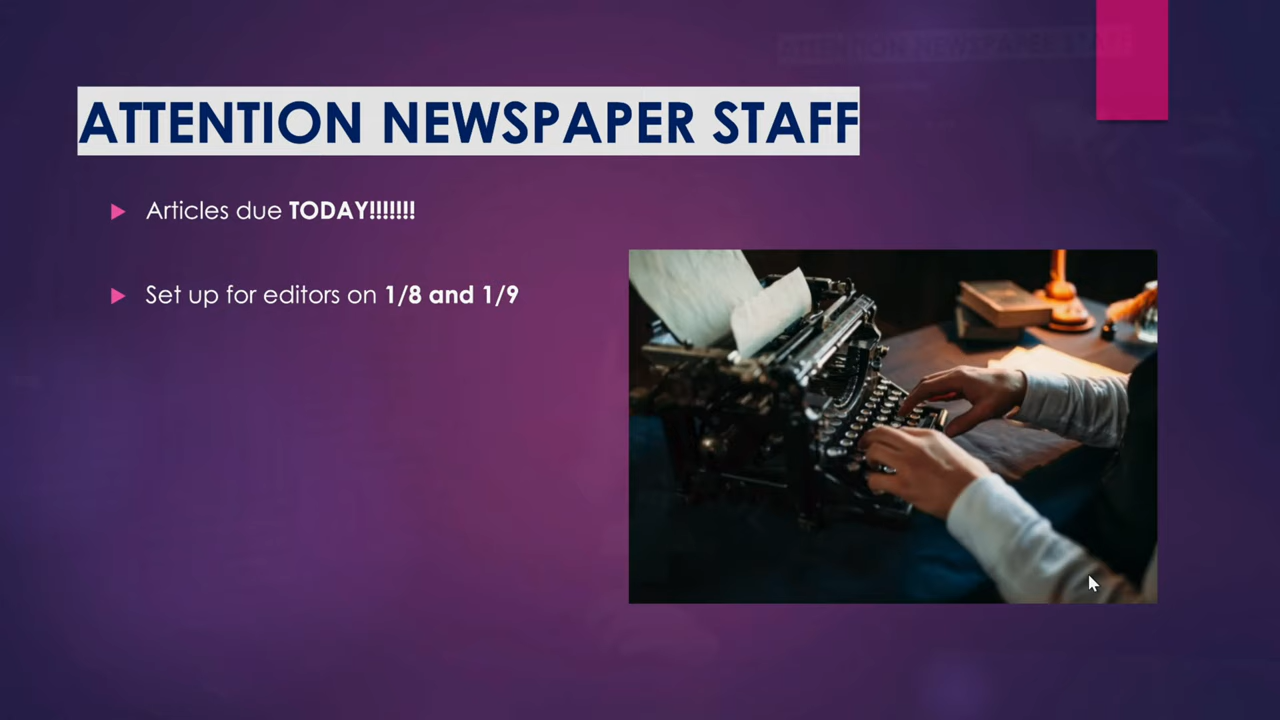 ATTENTION NEWSPAPER STAFF
Articles due TODAY!!!!!!!
Set up for editors on 1/8 and 1/9